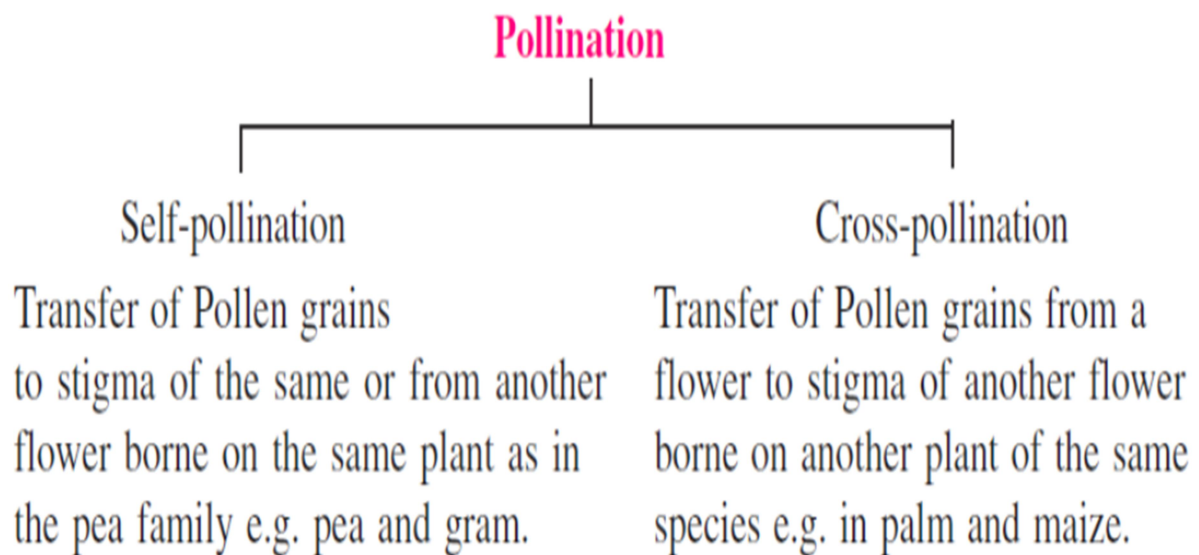 Pollination
Self-pollination
Transfer of Pollen grains
to stigma of the same or from another
flower borne on the same plant as in
the pea family e.g. pea and gram.
Cross-pollination
Transfer of Pollen grains from a
flower to stigma of another flower
borne on another plant of the same
species e.g. in palm and maize.